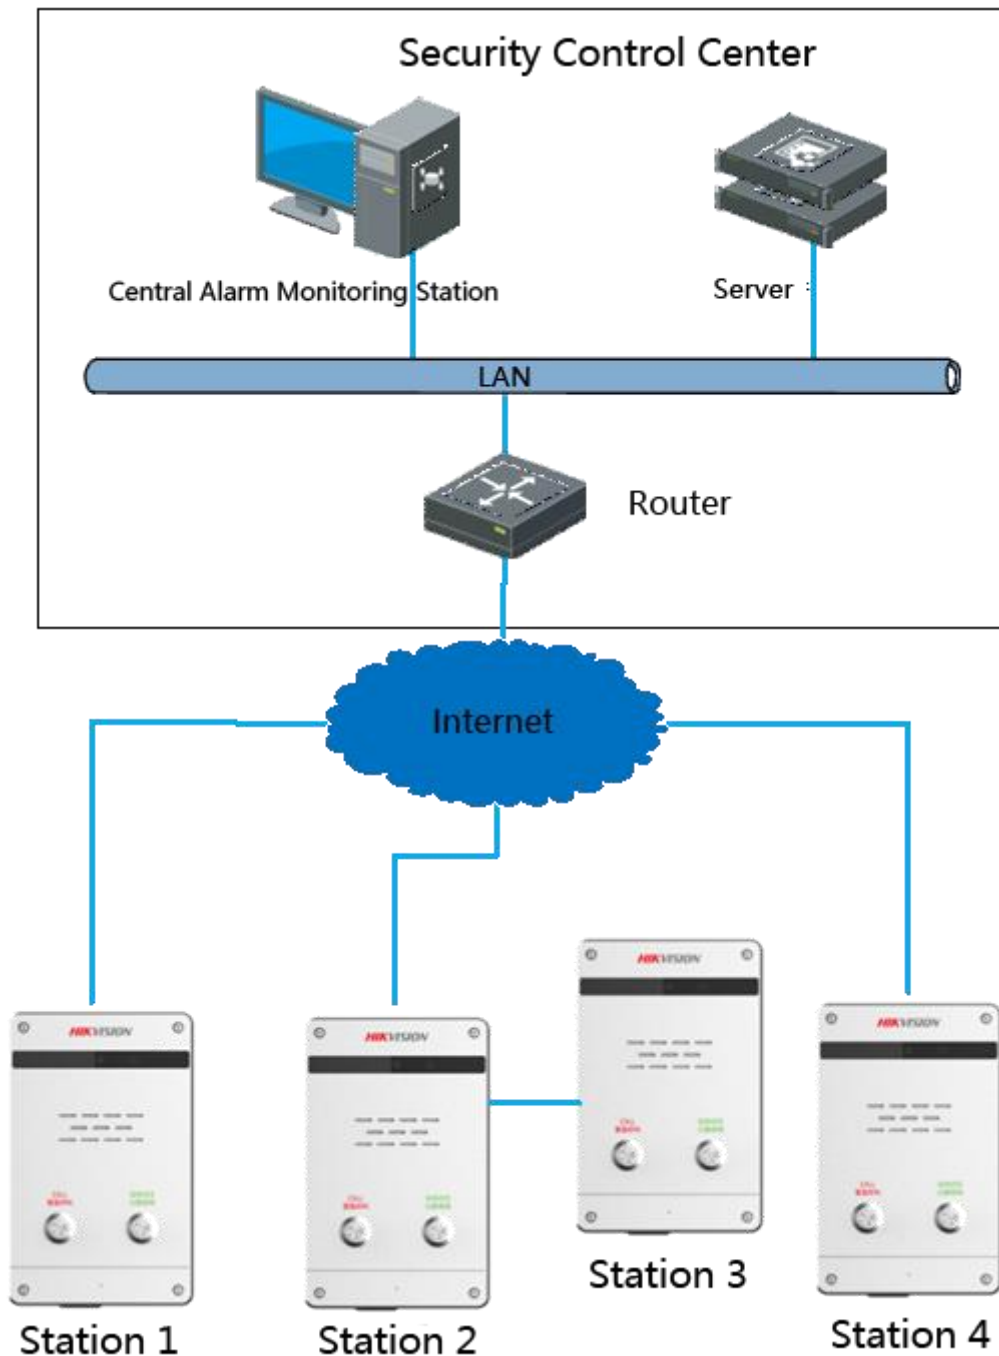 Security Control Center
Central Alarm Monitoring Station
Server :
LAN
Router
Internet
HIKVISION
HIKVISION
HIKVISION
HIKVISION
Station 3
Station 1
Station 2
Station 4